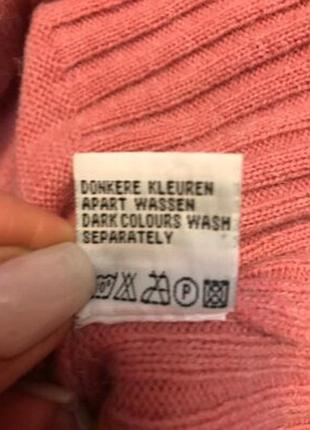 DONKERE KLEUREN
APART WASSEN
DARK COLOURS WASH
SEPARATELY
P